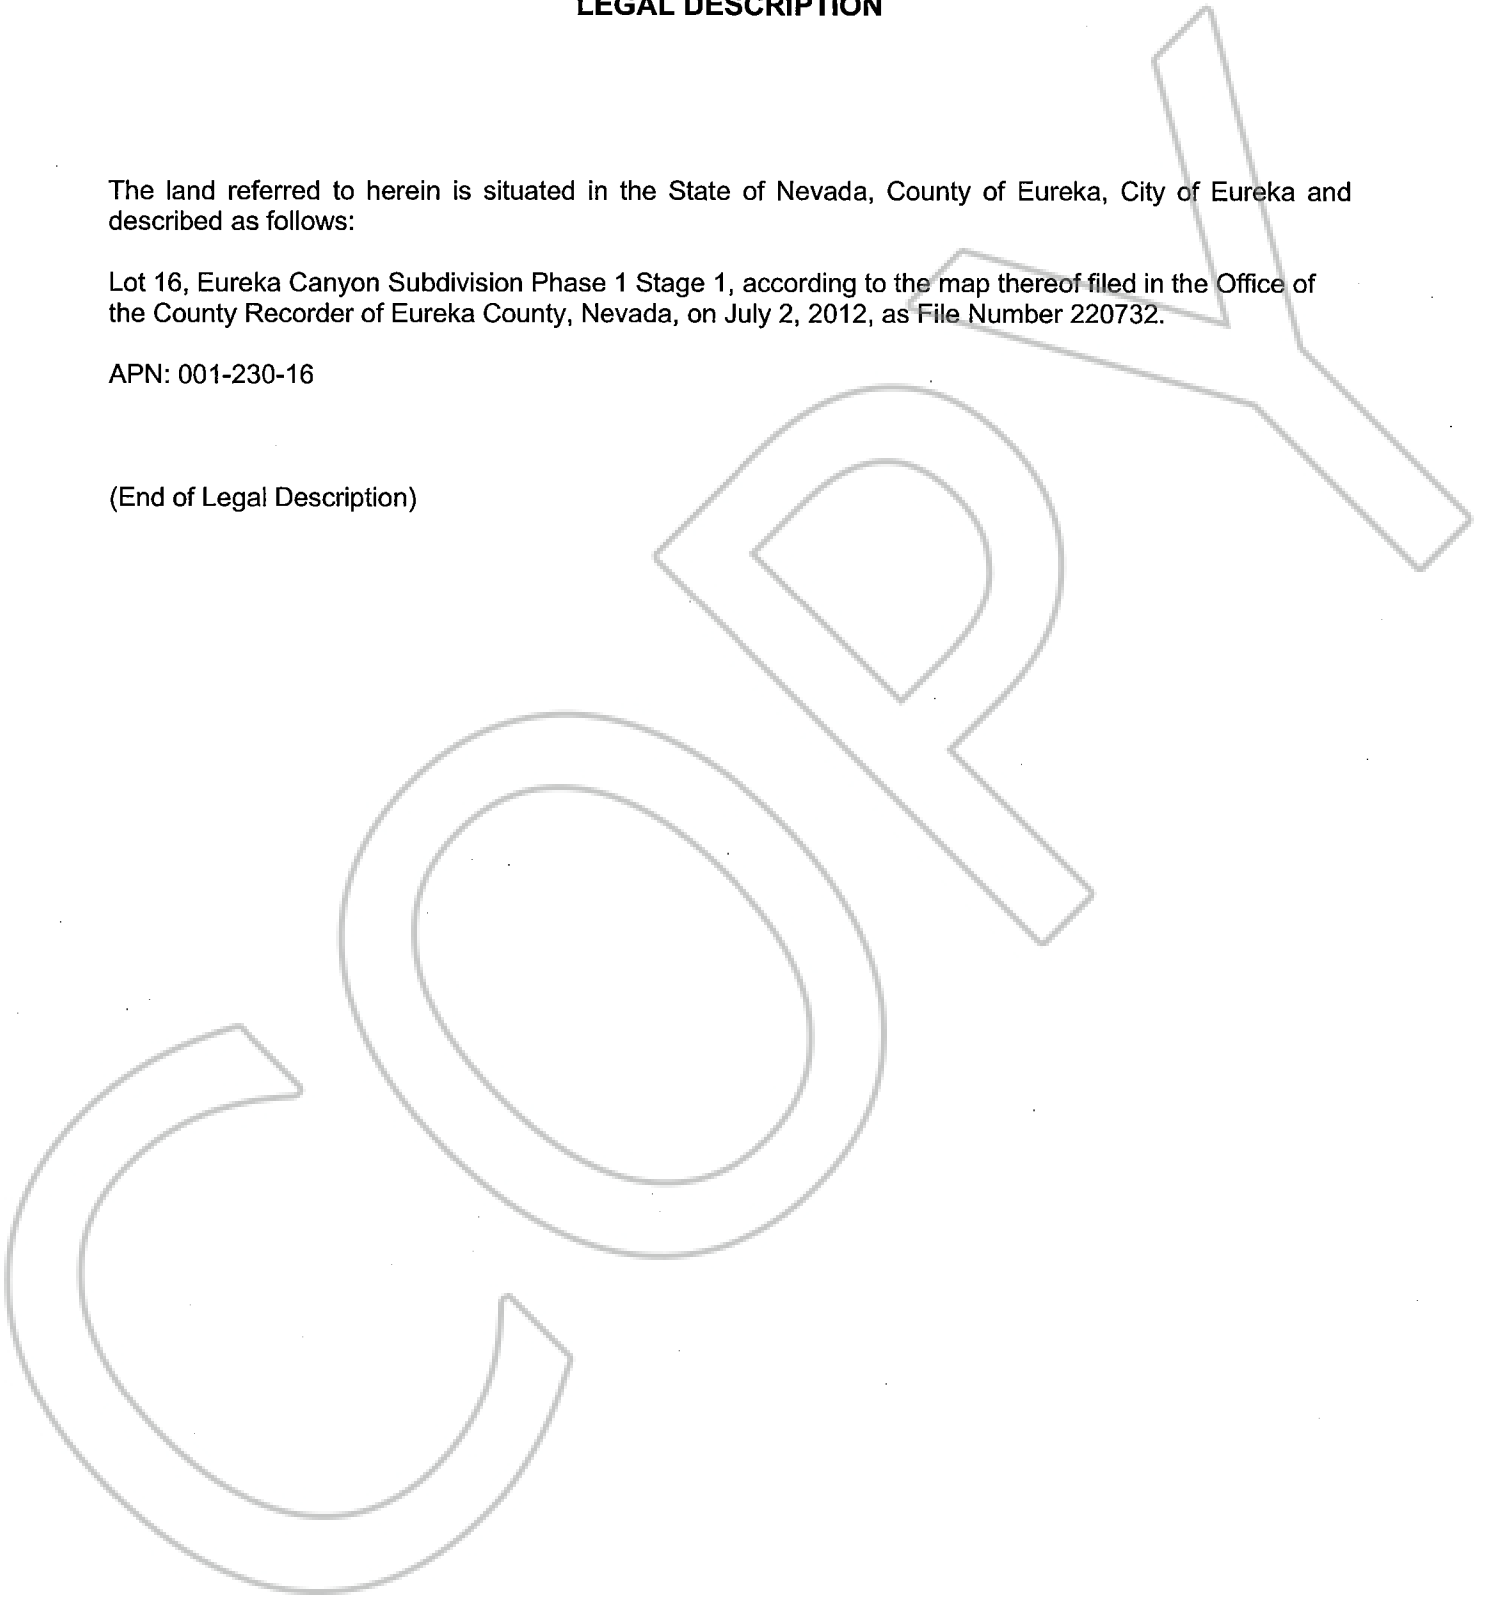 LEGAL DESCRIPTION
The land referred to herein is situated in the State of Nevada, County of Eureka, City of Eureka and
described as follows:
Lot 16, Eureka Canyon Subdivision Phase 1 Stage 1, according to the map thereof filed in the Office of
the County Recorder of Eureka County, Nevada, on July 2, 2012, as File Number 220732.
APN: 001-230-16
(End of Legal Description)
COPY